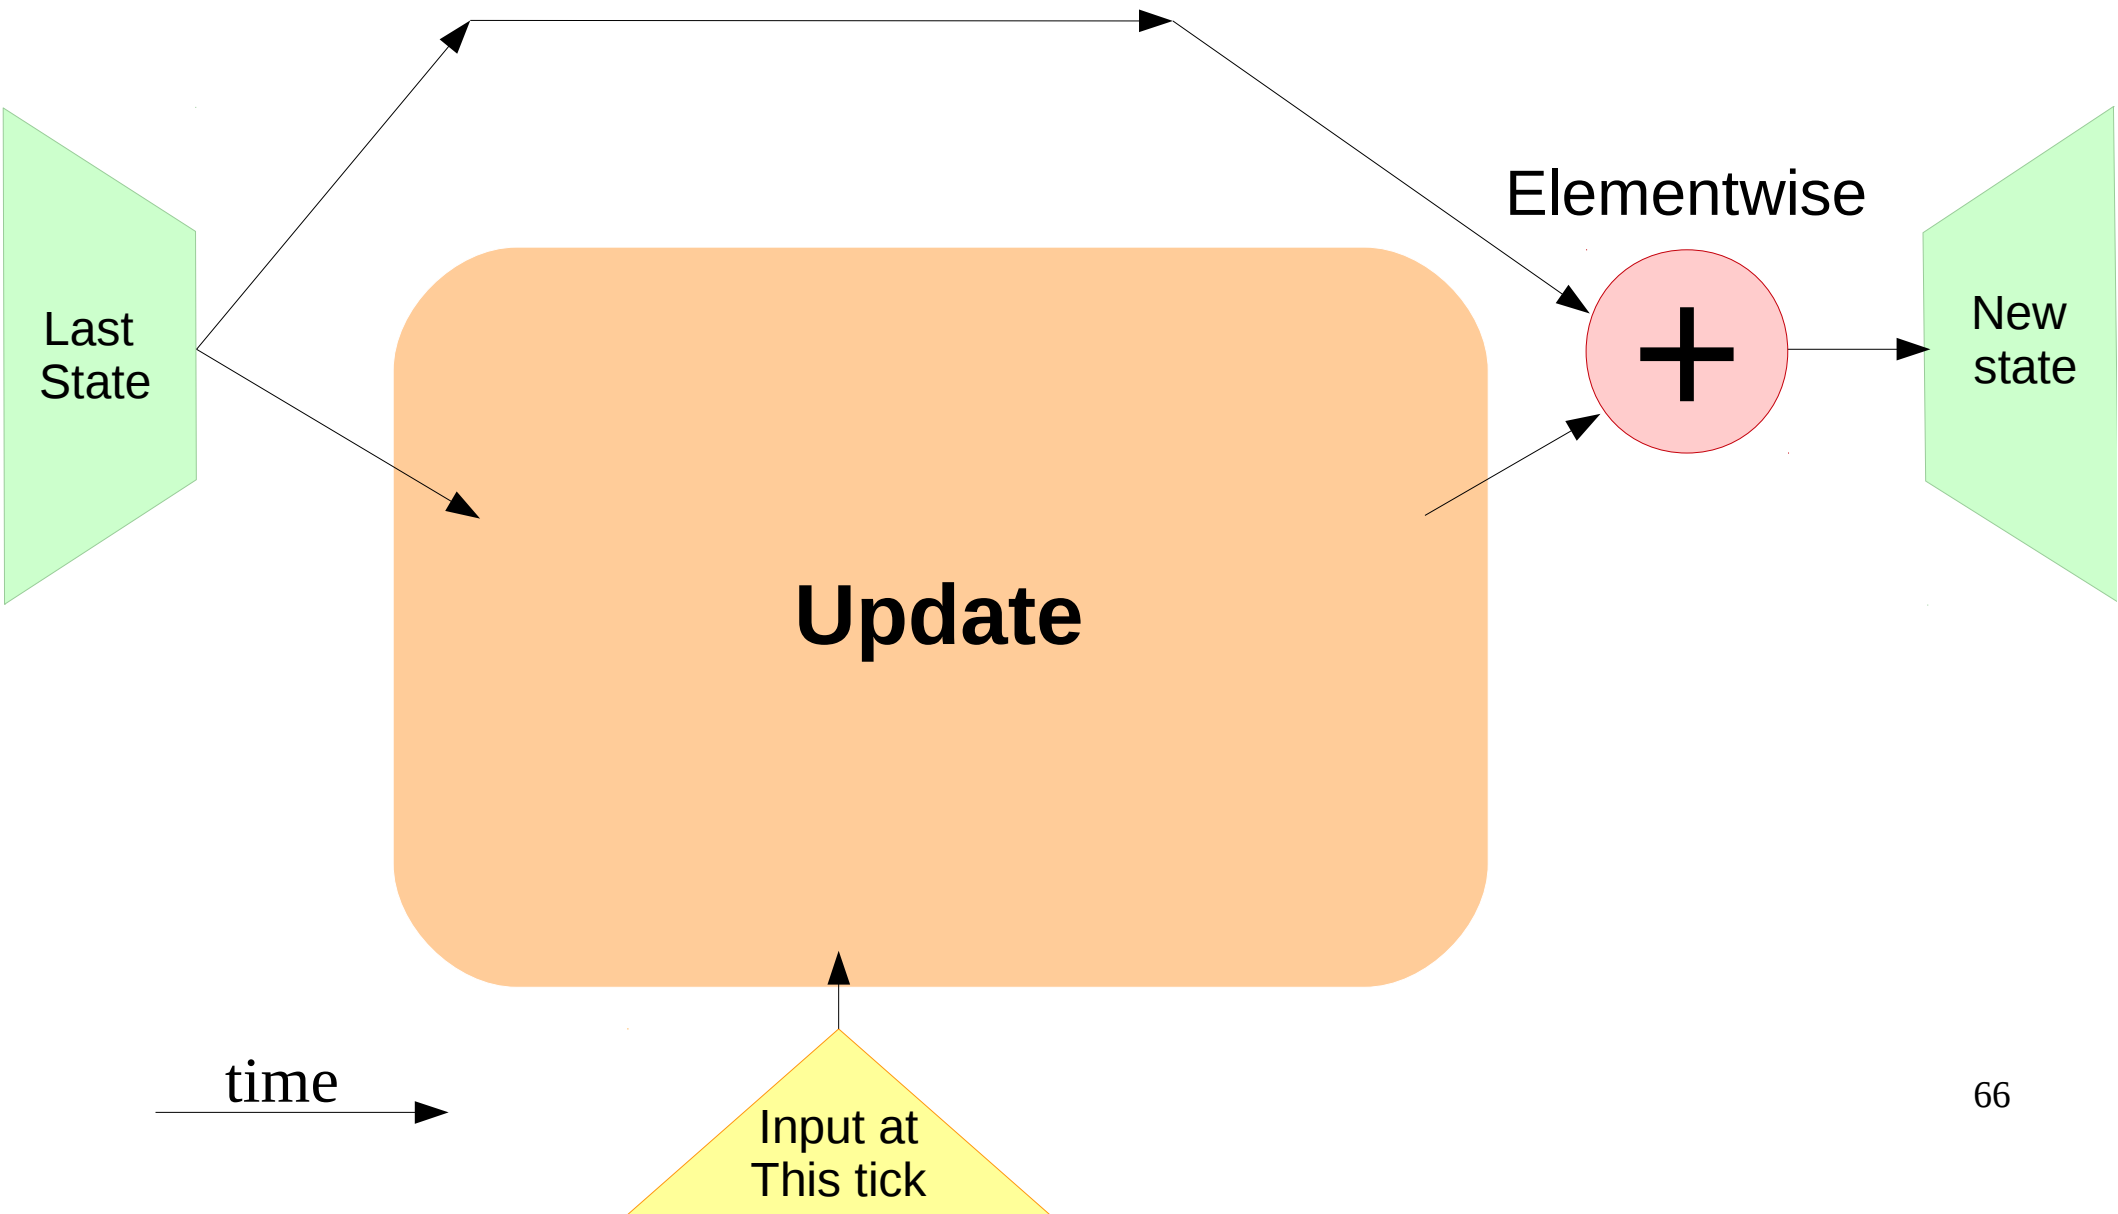 Elementwise
Last
State
New
state
Update
time
Input at
This tick
66